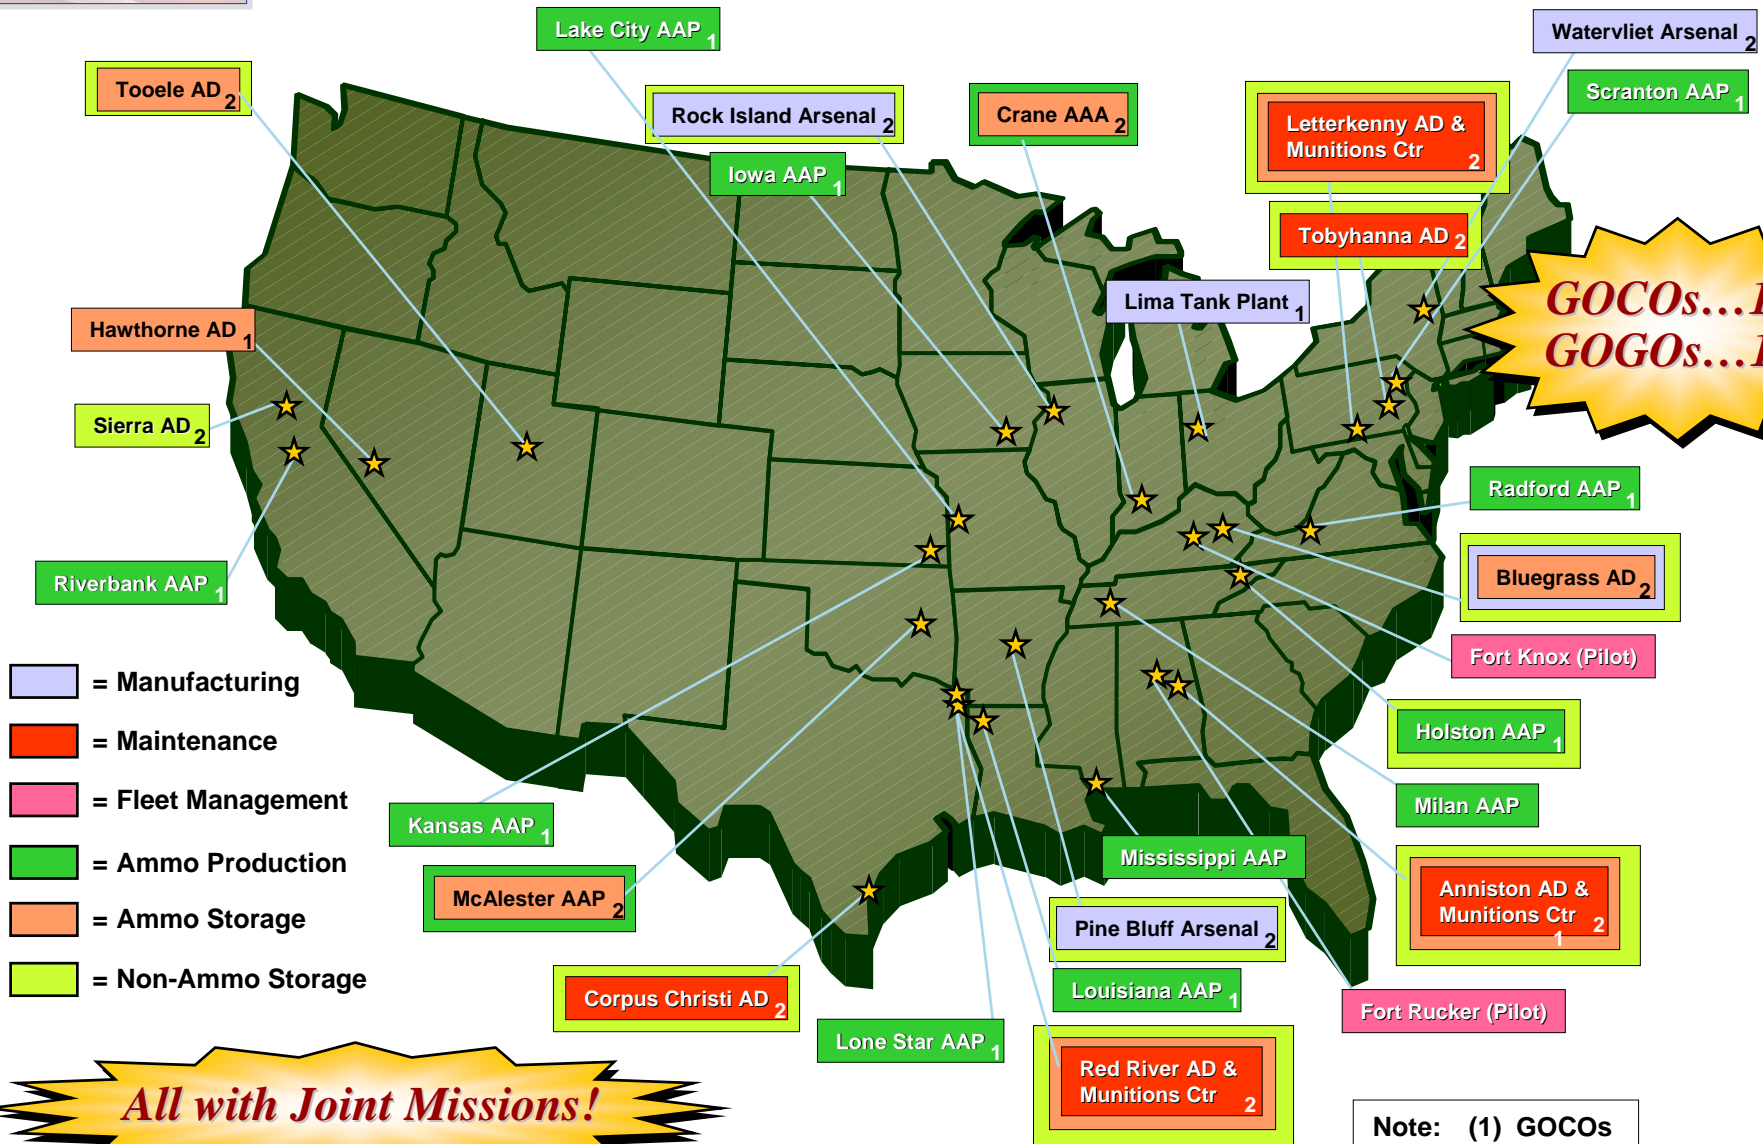 Lake City AAP 1
Watervliet Arsenal 2
Tooele AD 2
Scranton AAP 1
Rock Island Arsenal 2
Crane AAA 2
Letterkenny AD &
Munitions Ctr 2
Iowa AAP 1
Tobyhanna AD 2
Lima Tank Plant 1
GOCOs…1
GOGOs…1
Hawthorne AD 1
Sierra AD 2
Radford AAP 1
Riverbank AAP 1
Bluegrass AD 2
Fort Knox (Pilot)
= Manufacturing
Holston AAP 1
= Maintenance
= Fleet Management
Milan AAP
Kansas AAP 1
= Ammo Production
Mississippi AAP
McAlester AAP 2
= Ammo Storage
Anniston AD &
Munitions Ctr 2
1
Pine Bluff Arsenal 2
= Non-Ammo Storage
Corpus Christi AD 2
Louisiana AAP 1
Fort Rucker (Pilot)
Lone Star AAP 1
Red River AD &
Munitions Ctr 2
All with Joint Missions!
Note: (1) GOCOs